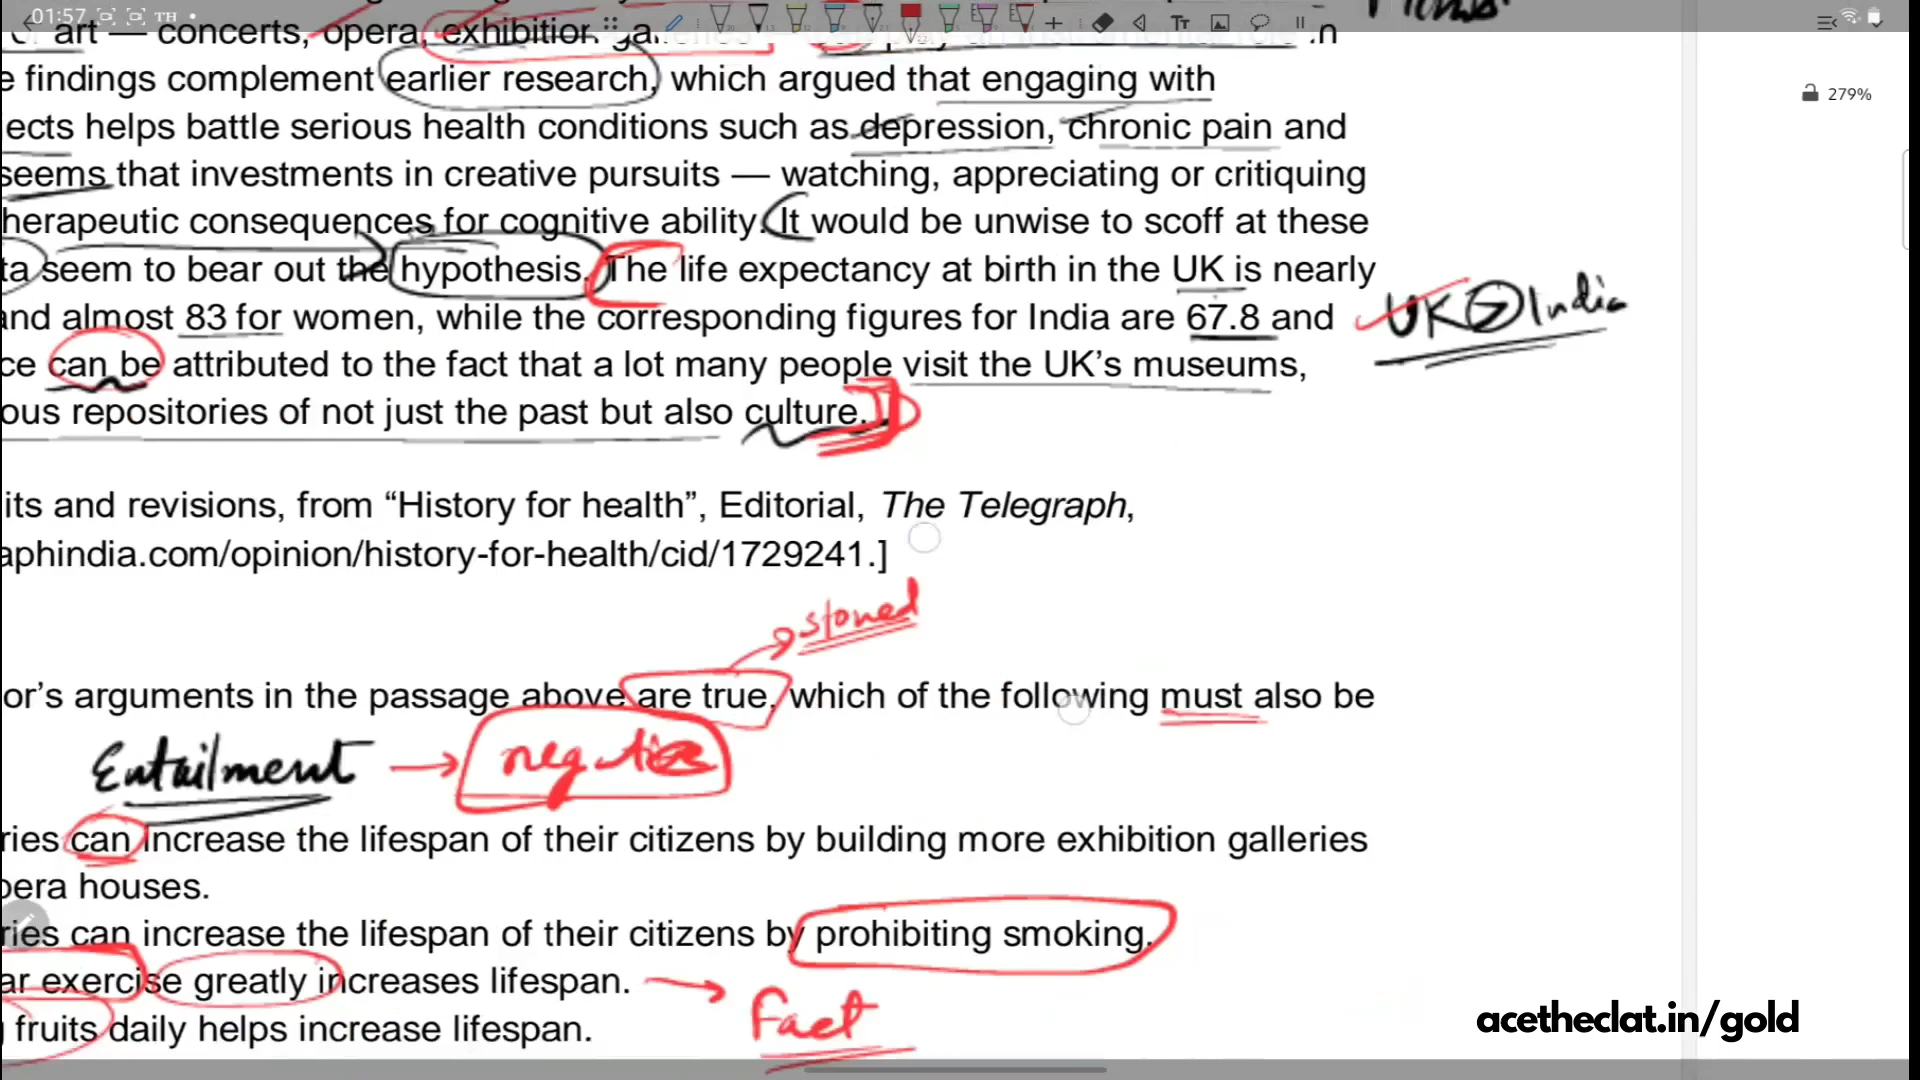 01:57 TH
art — concerts, opera, exhibition
findings complement earlier research, which argued that engaging with
ects helps battle serious health conditions such as depression, chronic pain and
seems that investments in creative pursuits — watching, appreciating or critiquing
herapeutic consequences for cognitive ability. It would be unwise to scoff at these
ta seem to bear out the hypothesis. The life expectancy at birth in the UK is nearly
and almost 83 for women, while the corresponding figures for India are 67.8 and
UK > India
ce can be attributed to the fact that a lot many people visit the UK’s museums,
ous repositories of not just the past but also culture.
its and revisions, from “History for health”, Editorial, The Telegraph,
aphindia.com/opinion/history-for-health/cid/1729241.]
stoned
or’s arguments in the passage above are true, which of the following must also be
Entailment → negate
ries can increase the lifespan of their citizens by building more exhibition galleries
pera houses.
ries can increase the lifespan of their citizens by prohibiting smoking.
ar exercise greatly increases lifespan. → Fact
fruits daily helps increase lifespan.
279%
acetheclat.in/gold